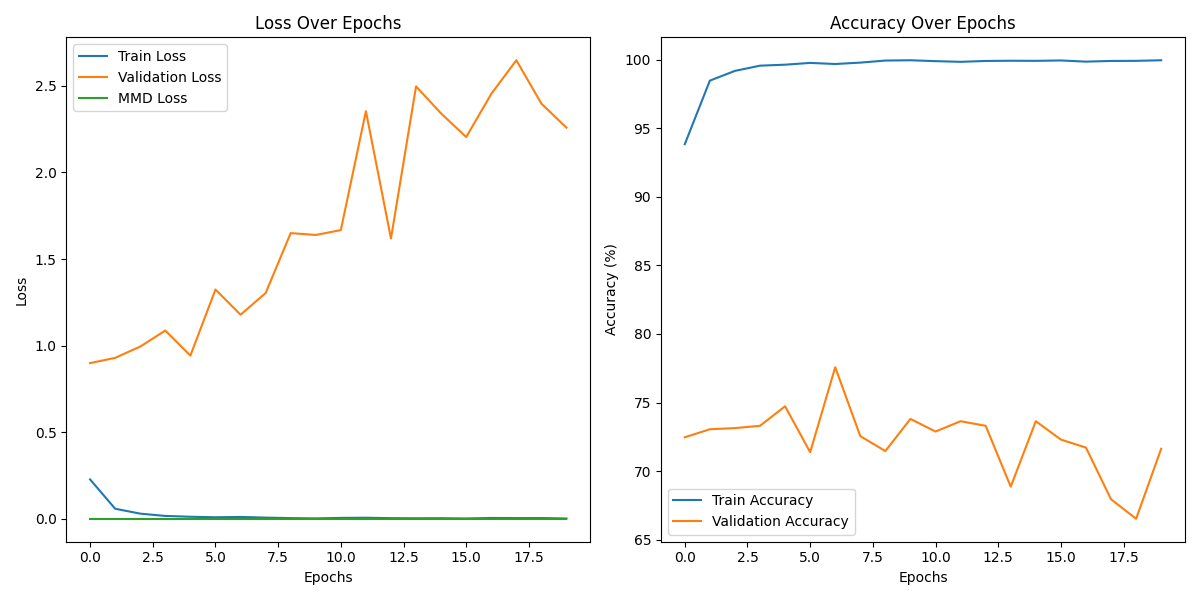 Loss Over Epochs
Train Loss
Validation Loss
MMD Loss
2.5
2.0
1.5
1.0
0.5
0.0
Loss
0.0 2.5 5.0 7.5 10.0 12.5 15.0 17.5
Epochs
Accuracy Over Epochs
100
95
90
85
80
75
70
65
Accuracy (%)
Train Accuracy
Validation Accuracy
0.0 2.5 5.0 7.5 10.0 12.5 15.0 17.5
Epochs